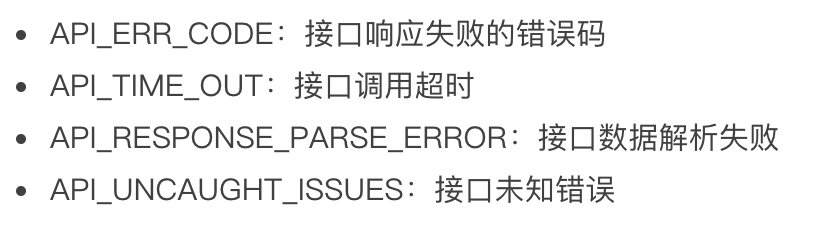 • API_ERR_CODE：接口响应失败的错误码
• API_TIME_OUT：接口调用超时
• API_RESPONSE_PARSE_ERROR：接口数据解析失败
• API_UNCAUGHT_ISSUES：接口未知错误